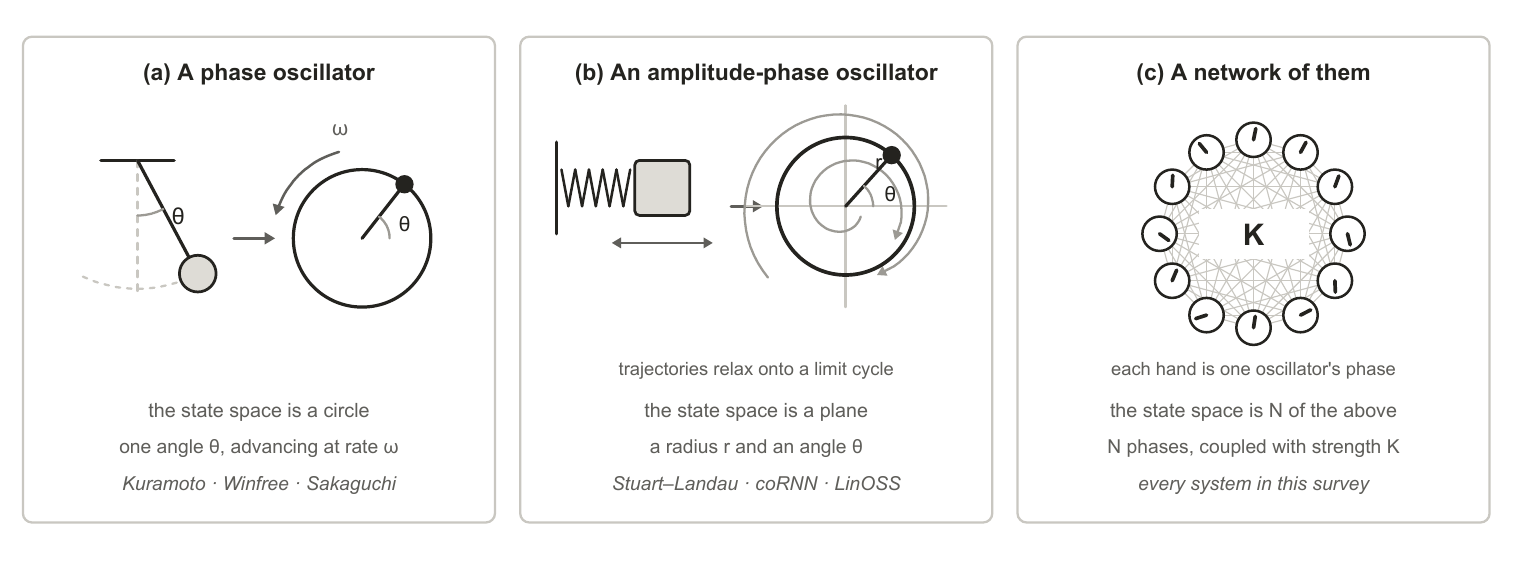 (a) A phase oscillator
ω
θ
θ
the state space is a circle
one angle θ, advancing at rate ω
Kuramoto · Winfree · Sakaguchi
(b) An amplitude-phase oscillator
r
θ
trajectories relax onto a limit cycle
the state space is a plane
a radius r and an angle θ
Stuart–Landau · coRNN · LinOSS
(c) A network of them
K
each hand is one oscillator's phase
the state space is N of the above
N phases, coupled with strength K
every system in this survey